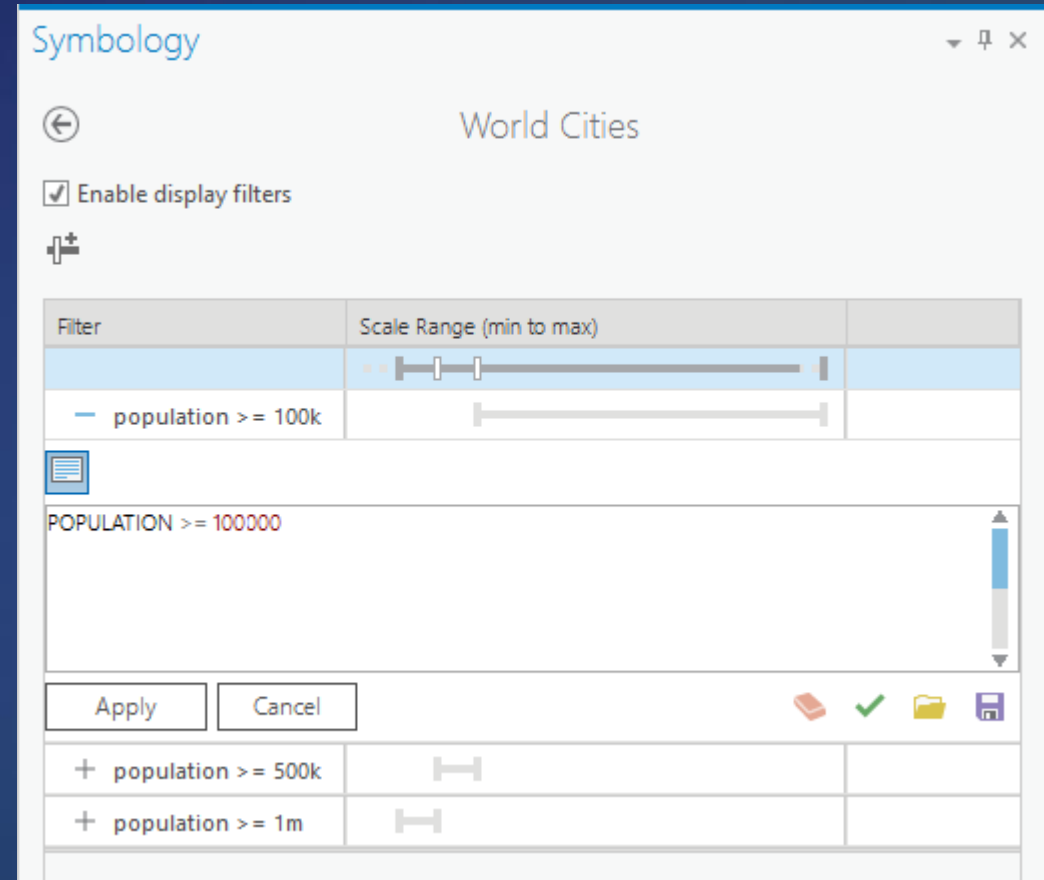 Symbology
World Cities
Enable display filters
Filter Scale Range (min to max)
population >= 100k
POPULATION >= 100000
Apply Cancel
population >= 500k
population >= 1m